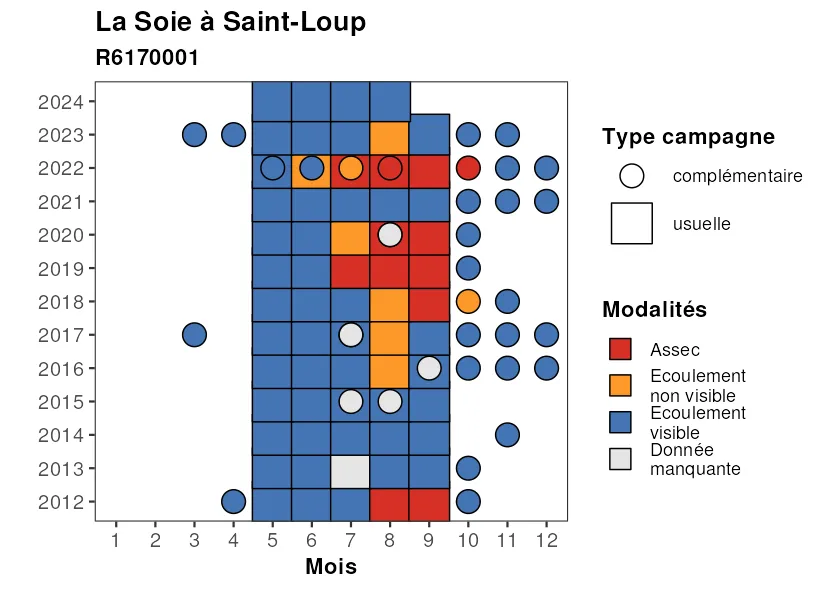 La Soie à Saint-Loup
R6170001
2024
2023
2022
2021
2020
2019
2018
2017
2016
2015
2014
2013
2012
1 2 3 4 5 6 7 8 9 10 11 12
Mois
Type campagne
complémentaire
usuelle
Modalités
Assec
Ecoulement
non visible
Ecoulement
visible
Donnée
manquante